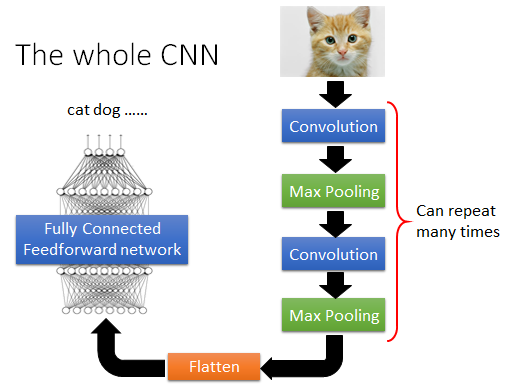 The whole CNN
cat dog ......
Convolution
Max Pooling
Convolution
Max Pooling
Can repeat
many times
Flatten
Fully Connected
Feedforward network